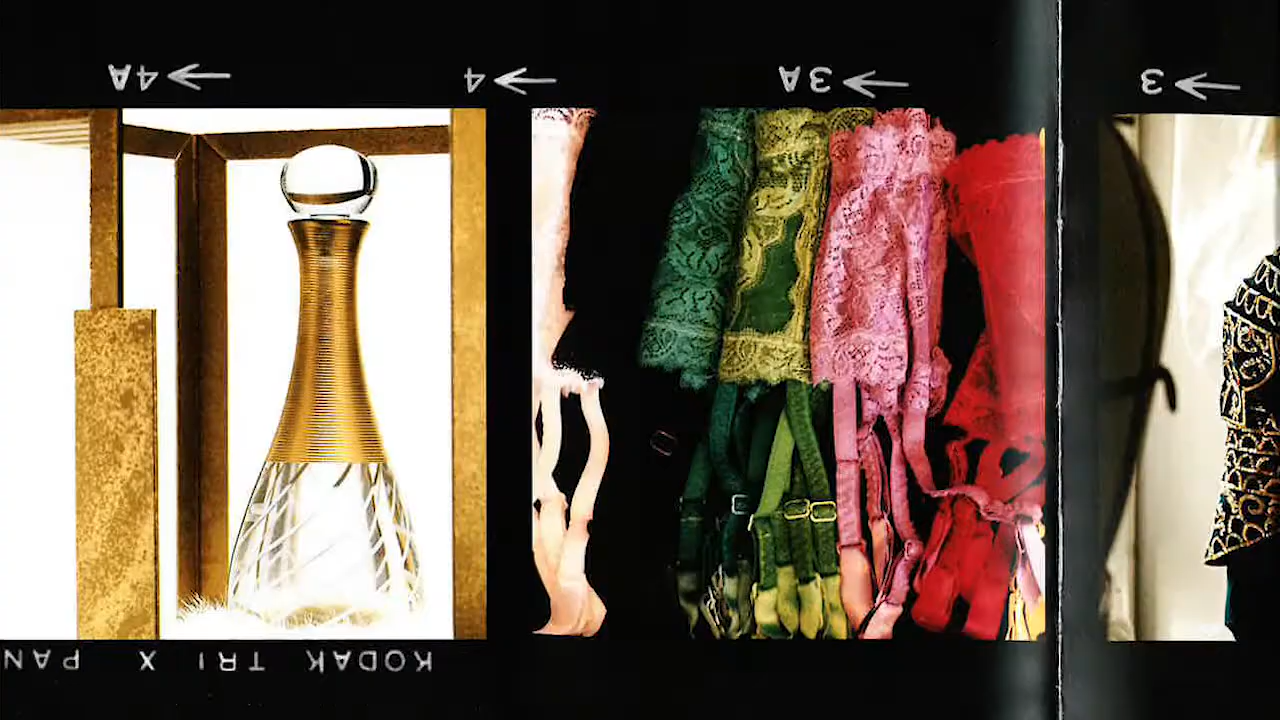 KODAK TRI X PAN
→ 3 → 3A → 4 → 4A